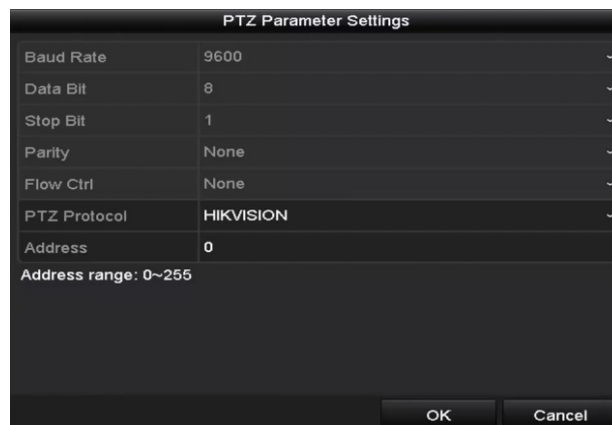 PTZ Parameter Settings
Baud Rate 9600
Data Bit 8
Stop Bit 1
Parity None
Flow Ctrl None
PTZ Protocol HIKVISION
Address 0
Address range: 0~255
OK Cancel